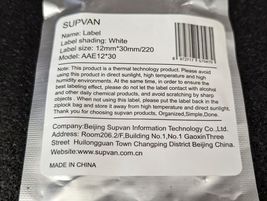 SUPVAN
Name: Label
Label shading: White
Label size: 12mm*30mm/220
Model: AAE12*30
Note: This product is a thermal technology product. Please avoid
using this product in direct sunlight, high temperature and high
humidity environments. At the same time, in order to ensure the
best labeling effect, please do not let the label contact with alcohol
and other daily chemical products, and avoid scratching by sharp
objects . When not using this label, please put the label back in the
ziplock bag and store it away from high temperature and direct sunlight.
Thank you for choosing supvan products, Organized,Simple,Done.
Company:Beijing Supvan Information Technology Co.,Ltd
Address: Room206.2/F,Building No.1,No.1 GaoxinThree
Street Huilongguan Town Changping District Beijing China.
Website:www.supvan.com
MADE IN CHINA